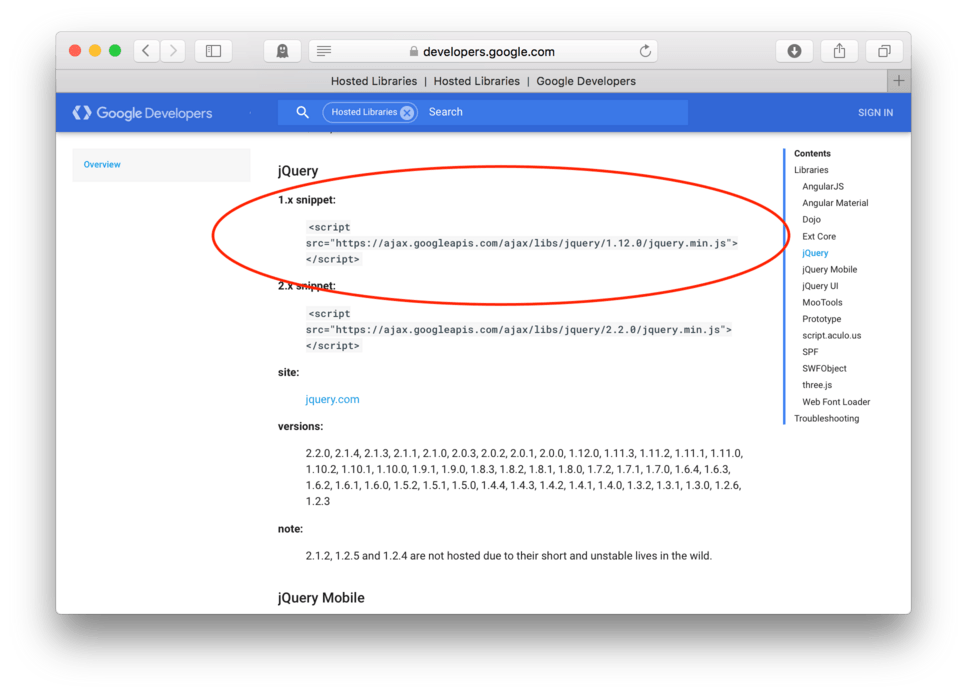 developers.google.com
Hosted Libraries | Hosted Libraries | Google Developers
Google Developers
Hosted Libraries
Search
SIGN IN
Overview
jQuery
1.x snippet:
<script
src="https://ajax.googleapis.com/ajax/libs/jquery/1.12.0/jquery.min.js">
</script>
2.x snippet:
<script
src="https://ajax.googleapis.com/ajax/libs/jquery/2.2.0/jquery.min.js">
</script>
site:
jquery.com
versions:
2.2.0, 2.1.4, 2.1.3, 2.1.1, 2.1.0, 2.0.3, 2.0.2, 2.0.1, 2.0.0, 1.12.0, 1.11.3, 1.11.2, 1.11.1, 1.11.0,
1.10.2, 1.10.1, 1.10.0, 1.9.1, 1.9.0, 1.8.3, 1.8.2, 1.8.1, 1.8.0, 1.7.2, 1.7.1, 1.7.0, 1.6.4, 1.6.3,
1.6.2, 1.6.1, 1.6.0, 1.5.2, 1.5.1, 1.5.0, 1.4.4, 1.4.3, 1.4.2, 1.4.1, 1.4.0, 1.3.2, 1.3.1, 1.3.0, 1.2.6,
1.2.3
note:
2.1.2, 1.2.5 and 1.2.4 are not hosted due to their short and unstable lives in the wild.
jQuery Mobile
Contents
Libraries
AngularJS
Angular Material
Dojo
Ext Core
jQuery
jQuery Mobile
jQuery UI
MooTools
Prototype
script.aculo.us
SPF
SWFObject
three.js
Web Font Loader
Troubleshooting